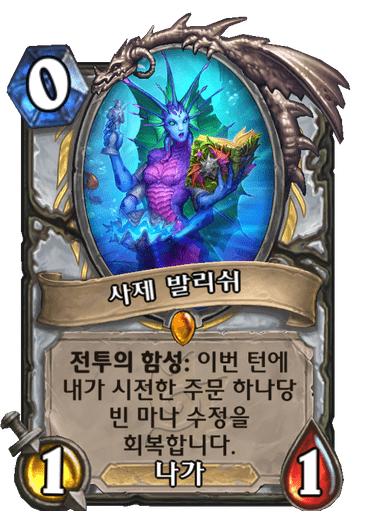 0
사제 발리쉬
전투의 함성: 이번 턴에
내가 시전한 주문 하나당
빈 마나 수정을
회복합니다.
나가
1
1